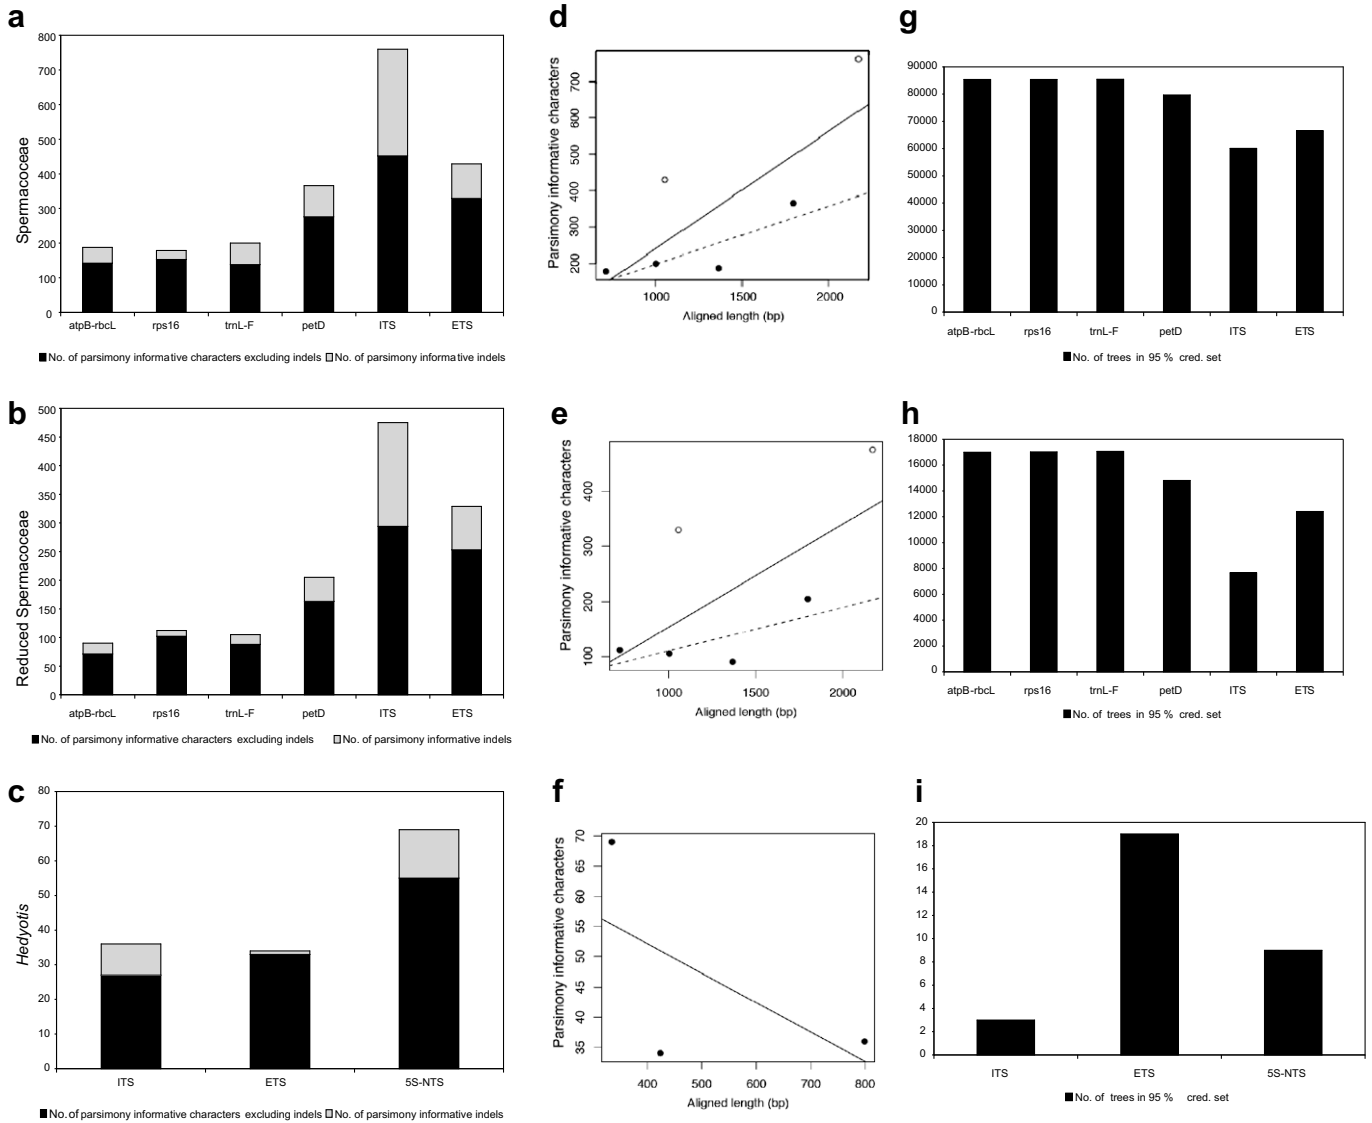 a
800
700
600
500
400
300
200
100
0
Spermacoceae
atpB-rbcL rps16 trnL-F petD ITS ETS
No. of parsimony informative characters excluding indels No. of parsimony informative indels
d
700
600
500
400
300
200
Parsimony informative characters
1000 1500 2000
Aligned length (bp)
g
90000
80000
70000
60000
50000
40000
30000
20000
10000
0
atpB-rbcL rps16 trnL-F petD ITS ETS
No. of trees in 95 % cred. set
b
500
450
400
350
300
250
200
150
100
50
0
Reduced Spermacoceae
atpB-rbcL rps16 trnL-F petD ITS ETS
No. of parsimony informative characters excluding indels No. of parsimony informative indels
e
400
300
200
100
Parsimony informative characters
1000 1500 2000
Aligned length (bp)
h
18000
16000
14000
12000
10000
8000
6000
4000
2000
0
atpB-rbcL rps16 trnL-F petD ITS ETS
No. of trees in 95 % cred. set
c
80
70
60
50
40
30
20
10
0
Hedyotis
ITS ETS 5S-NTS
No. of parsimony informative characters excluding indels No. of parsimony informative indels
f
70
65
60
55
50
45
40
35
Parsimony informative characters
400 500 600 700 800
Aligned length (bp)
i
20
18
16
14
12
10
8
6
4
2
0
ITS ETS 5S-NTS
No. of trees in 95 % cred. set